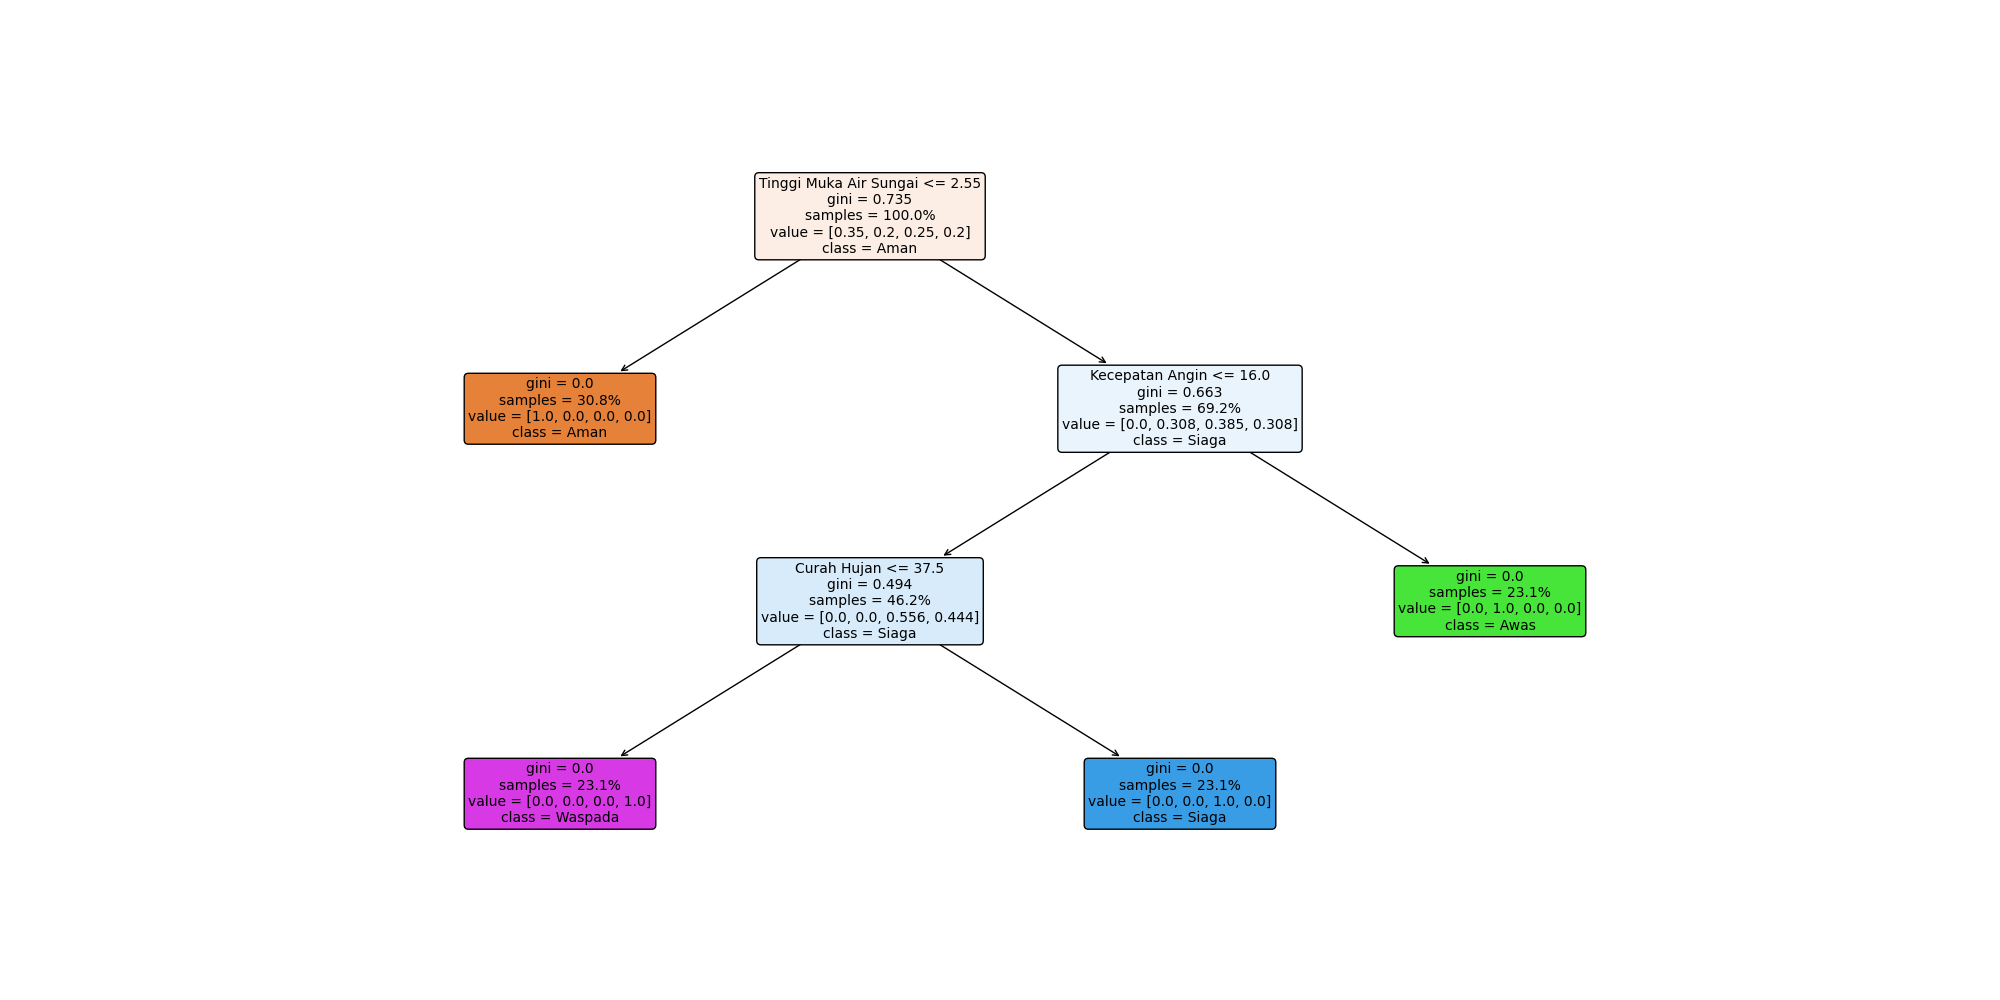 Tinggi Muka Air Sungai <= 2.55
gini = 0.735
samples = 100.0%
value = [0.35, 0.2, 0.25, 0.2]
class = Aman
gini = 0.0
samples = 30.8%
value = [1.0, 0.0, 0.0, 0.0]
class = Aman
Kecepatan Angin <= 16.0
gini = 0.663
samples = 69.2%
value = [0.0, 0.308, 0.385, 0.308]
class = Siaga
Curah Hujan <= 37.5
gini = 0.494
samples = 46.2%
value = [0.0, 0.0, 0.556, 0.444]
class = Siaga
gini = 0.0
samples = 23.1%
value = [0.0, 1.0, 0.0, 0.0]
class = Awas
gini = 0.0
samples = 23.1%
value = [0.0, 0.0, 0.0, 1.0]
class = Waspada
gini = 0.0
samples = 23.1%
value = [0.0, 0.0, 1.0, 0.0]
class = Siaga